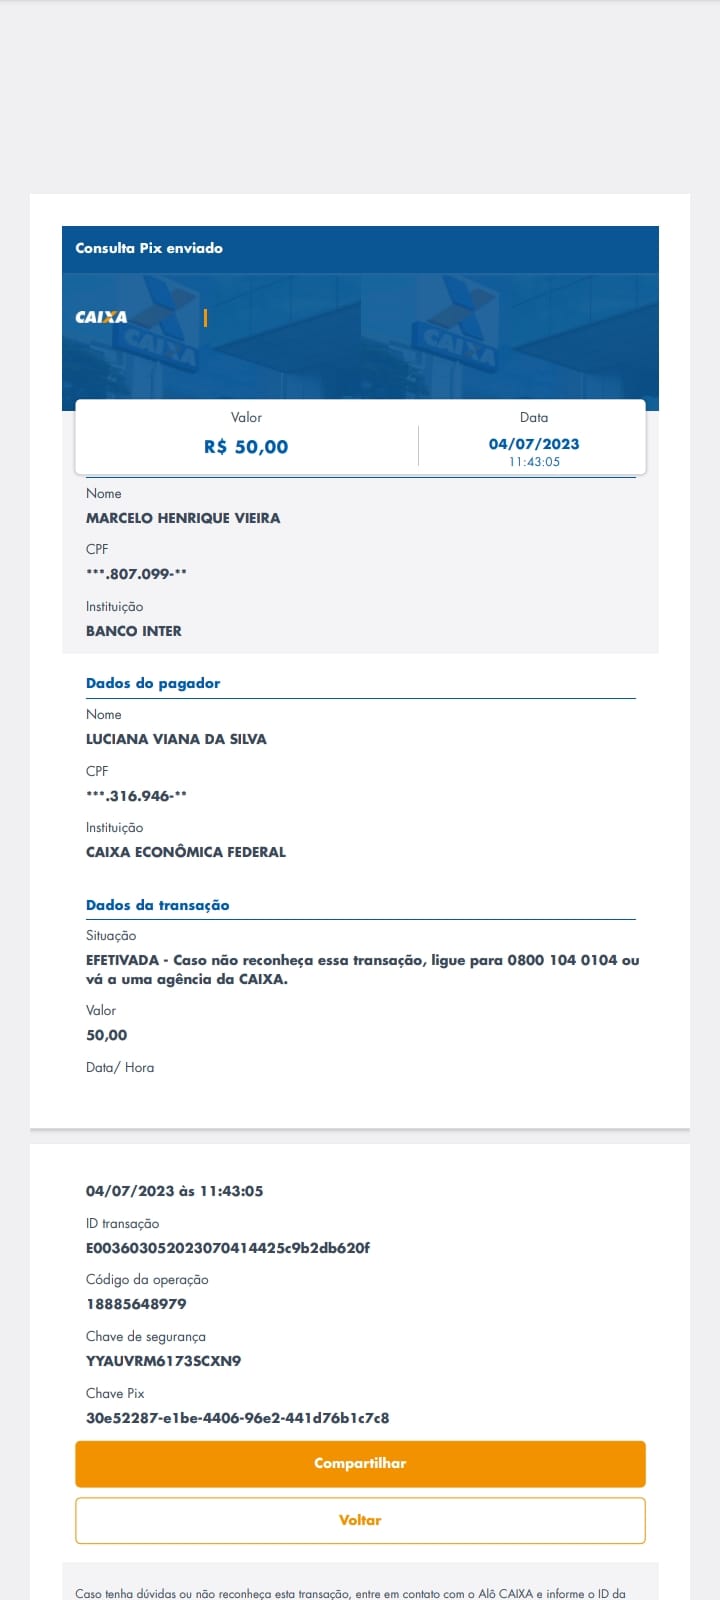 Consulta Pix enviado
CAIXA
CAIXA
CAIXA
Valor
R$ 50,00
Data
04/07/2023
11:43:05
Nome
MARCELO HENRIQUE VIEIRA
CPF
***.807.099-**
Instituição
BANCO INTER
Dados do pagador
Nome
LUCIANA VIANA DA SILVA
CPF
***.316.946-**
Instituição
CAIXA ECONÔMICA FEDERAL
Dados da transação
Situação
EFETIVADA - Caso não reconheça essa transação, ligue para 0800 104 0104 ou
vá a uma agência da CAIXA.
Valor
50,00
Data/ Hora
04/07/2023 às 11:43:05
ID transação
E003603052023070414425c9b2db620f
Código da operação
18885648979
Chave de segurança
YYAUVRM6173SCXN9
Chave Pix
30e52287-e1be-4406-96e2-441d76b1c7c8
Compartilhar
Voltar
Caso tenha dúvidas ou não reconheça esta transação, entre em contato com o Alô CAIXA e informe o ID da